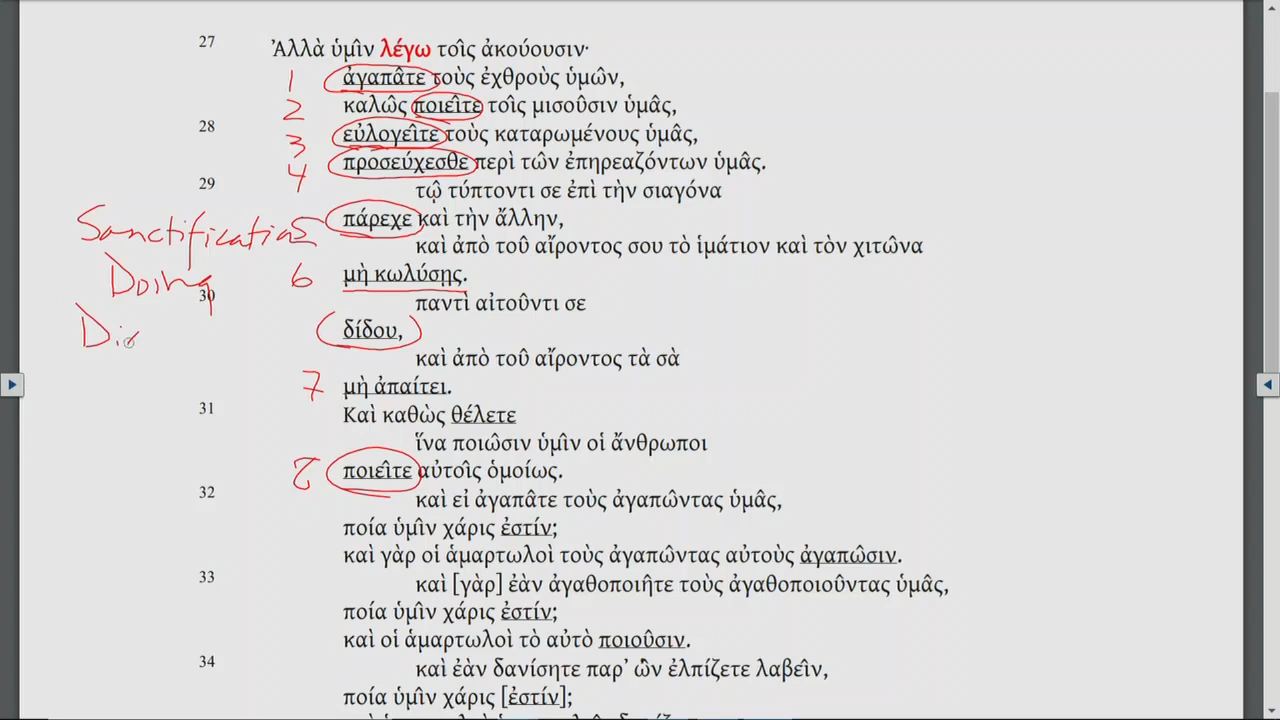 27 Ἀλλὰ ὑμῖν λέγω τοῖς ἀκούουσιν·
1 ἀγαπᾶτε τοὺς ἐχθροὺς ὑμῶν,
2 καλῶς ποιεῖτε τοῖς μισοῦσιν ὑμᾶς,
28 3 εὐλογεῖτε τοὺς καταρωμένους ὑμᾶς,
4 προσεύχεσθε περὶ τῶν ἐπηρεαζόντων ὑμᾶς.
29 τῷ τύπτοντι σε ἐπὶ τὴν σιαγόνα
Sanctification 5 πάρεχε καὶ τὴν ἄλλην,
καὶ ἀπὸ τοῦ αἴροντος σου τὸ ἱμάτιον καὶ τὸν χιτῶνα
Doing 6 μὴ κωλύσῃς.
30 παντὶ αἰτοῦντι σε
Di δίδου,
καὶ ἀπὸ τοῦ αἴροντος τὰ σὰ
7 μὴ ἀπαίτει.
31 Καὶ καθὼς θέλετε
ἵνα ποιῶσιν ὑμῖν οἱ ἄνθρωποι
ποιεῖτε αὐτοῖς ὁμοίως.
32 καὶ εἰ ἀγαπᾶτε τοὺς ἀγαπῶντας ὑμᾶς,
ποία ὑμῖν χάρις ἐστίν;
καὶ γὰρ οἱ ἁμαρτωλοὶ τοὺς ἀγαπῶντας αὐτοὺς ἀγαπῶσιν.
33 καὶ [γὰρ] ἐὰν ἀγαθοποιῆτε τοὺς ἀγαθοποιοῦντας ὑμᾶς,
ποία ὑμῖν χάρις ἐστίν;
καὶ οἱ ἁμαρτωλοὶ τὸ αὐτὸ ποιοῦσιν.
34 καὶ ἐὰν δανίσητε παρ’ ὧν ἐλπίζετε λαβεῖν,
ποία ὑμῖν χάρις [ἐστίν];